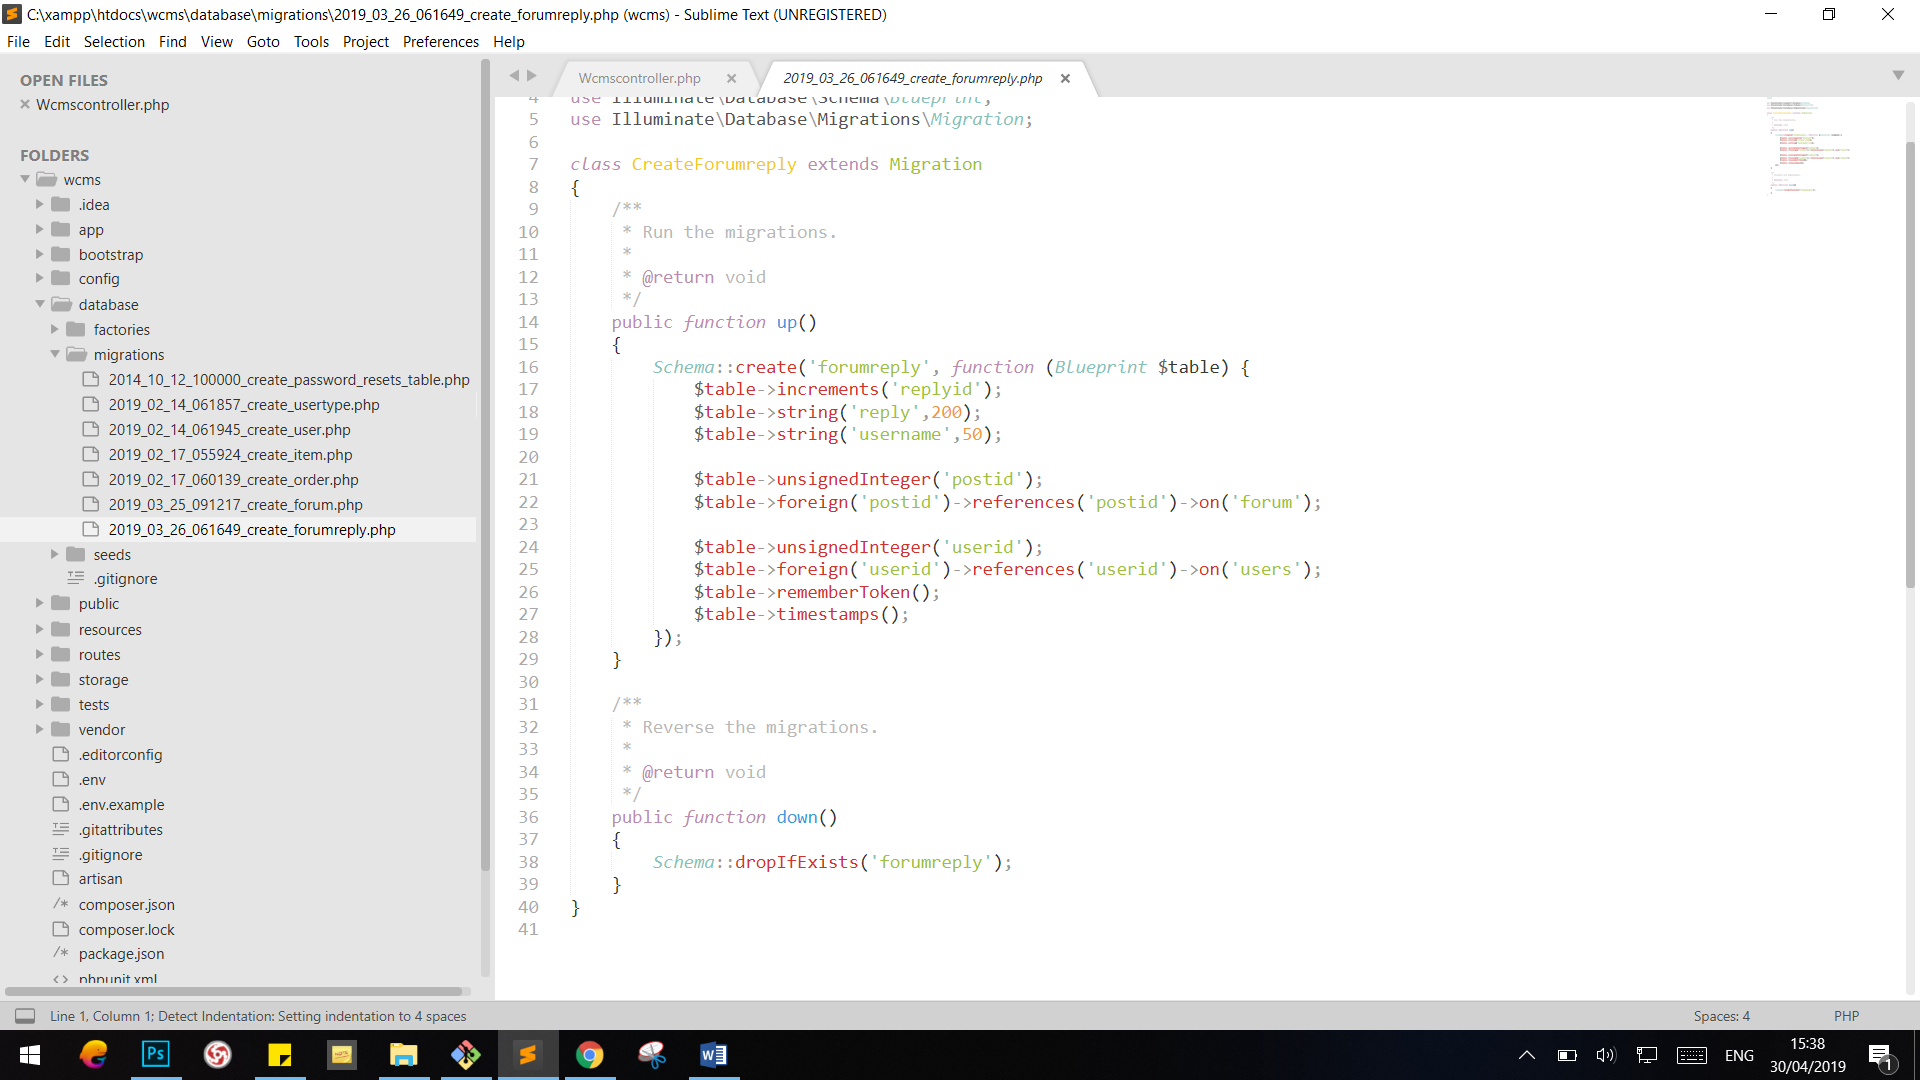 C:\xampp\htdocs\wcms\database\migrations\2019_03_26_061649_create_forumreply.php (wcms) - Sublime Text (UNREGISTERED)
File Edit Selection Find View Goto Tools Project Preferences Help
OPEN FILES
Wcmscontroller.php
FOLDERS
wcms
.idea
app
bootstrap
config
database
factories
migrations
2014_10_12_100000_create_password_resets_table.php
2019_02_14_061857_create_usertype.php
2019_02_14_061945_create_user.php
2019_02_17_055924_create_item.php
2019_02_17_060139_create_order.php
2019_03_25_091217_create_forum.php
2019_03_26_061649_create_forumreply.php
seeds
.gitignore
public
resources
routes
storage
tests
vendor
.editorconfig
.env
.env.example
.gitattributes
.gitignore
artisan
/* composer.json
composer.lock
/* package.json
<> phpunit.xml
Wcmscontroller.php
2019_03_26_061649_create_forumreply.php
4 use Illuminate\Database\Schema\Blueprint;
5 use Illuminate\Database\Migrations\Migration;
6
7 class CreateForumreply extends Migration
8 {
9 /**
10 * Run the migrations.
11 *
12 * @return void
13 */
14 public function up()
15 {
16 Schema::create('forumreply', function (Blueprint $table) {
17 $table->increments('replyid');
18 $table->string('reply',200);
19 $table->string('username',50);
20
21 $table->unsignedInteger('postid');
22 $table->foreign('postid')->references('postid')->on('forum');
23
24 $table->unsignedInteger('userid');
25 $table->foreign('userid')->references('userid')->on('users');
26 $table->rememberToken();
27 $table->timestamps();
28 });
29 }
30
31 /**
32 * Reverse the migrations.
33 *
34 * @return void
35 */
36 public function down()
37 {
38 Schema::dropIfExists('forumreply');
39 }
40 }
41
Line 1, Column 1; Detect Indentation: Setting indentation to 4 spaces
Spaces: 4
PHP
Ps
ENG
15:38
30/04/2019
1